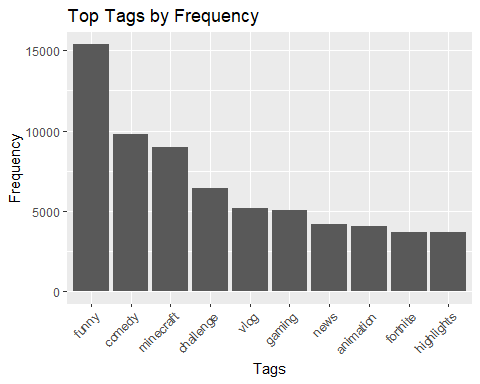 Top Tags by Frequency
15000
10000
5000
0
Frequency
funny
comedy
minecraft
challenge
vlog
gaming
news
animation
fortnite
highlights
Tags